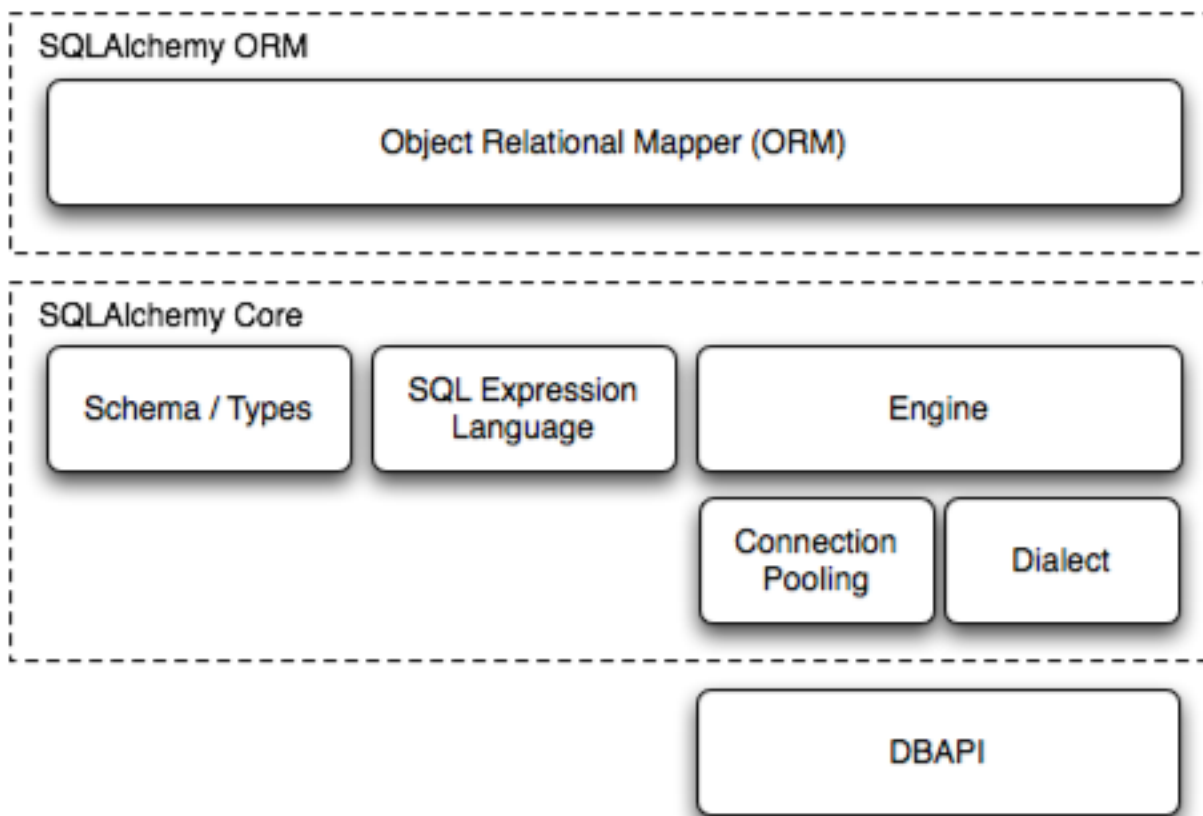 SQLAlchemy ORM
Object Relational Mapper (ORM)
SQLAlchemy Core
Schema / Types
SQL Expression
Language
Engine
Connection
Pooling
Dialect
DBAPI